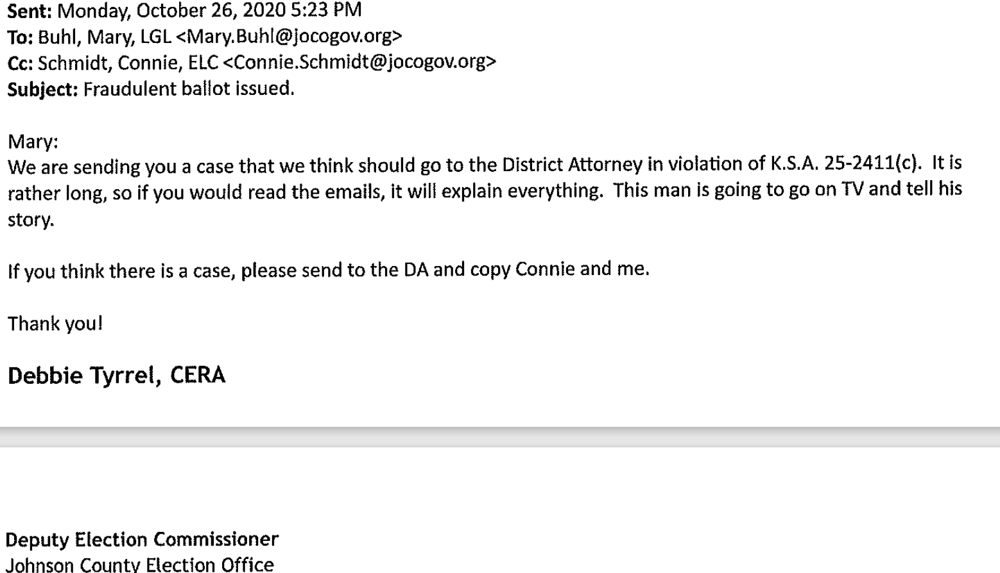 Sent: Monday, October 26, 2020 5:23 PM
To: Buhl, Mary, LGL <Mary.Buhl@jocogov.org>
Cc: Schmidt, Connie, ELC <Connie.Schmidt@jocogov.org>
Subject: Fraudulent ballot issued.
Mary:
We are sending you a case that we think should go to the District Attorney in violation of K.S.A. 25-2411(c).  It is
rather long, so if you would read the emails, it will explain everything.  This man is going to go on TV and tell his
story.
If you think there is a case, please send to the DA and copy Connie and me.
Thank you!
Debbie Tyrrel, CERA
Deputy Election Commissioner
Johnson County Election Office